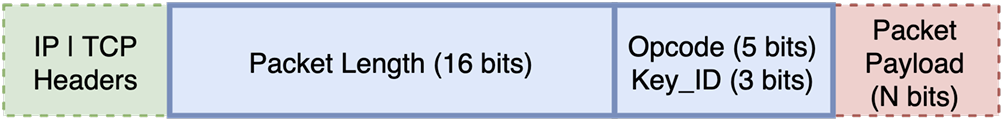 IP | TCP
Headers
Packet Length (16 bits)
Opcode (5 bits)
Key_ID (3 bits)
Packet
Payload
(N bits)